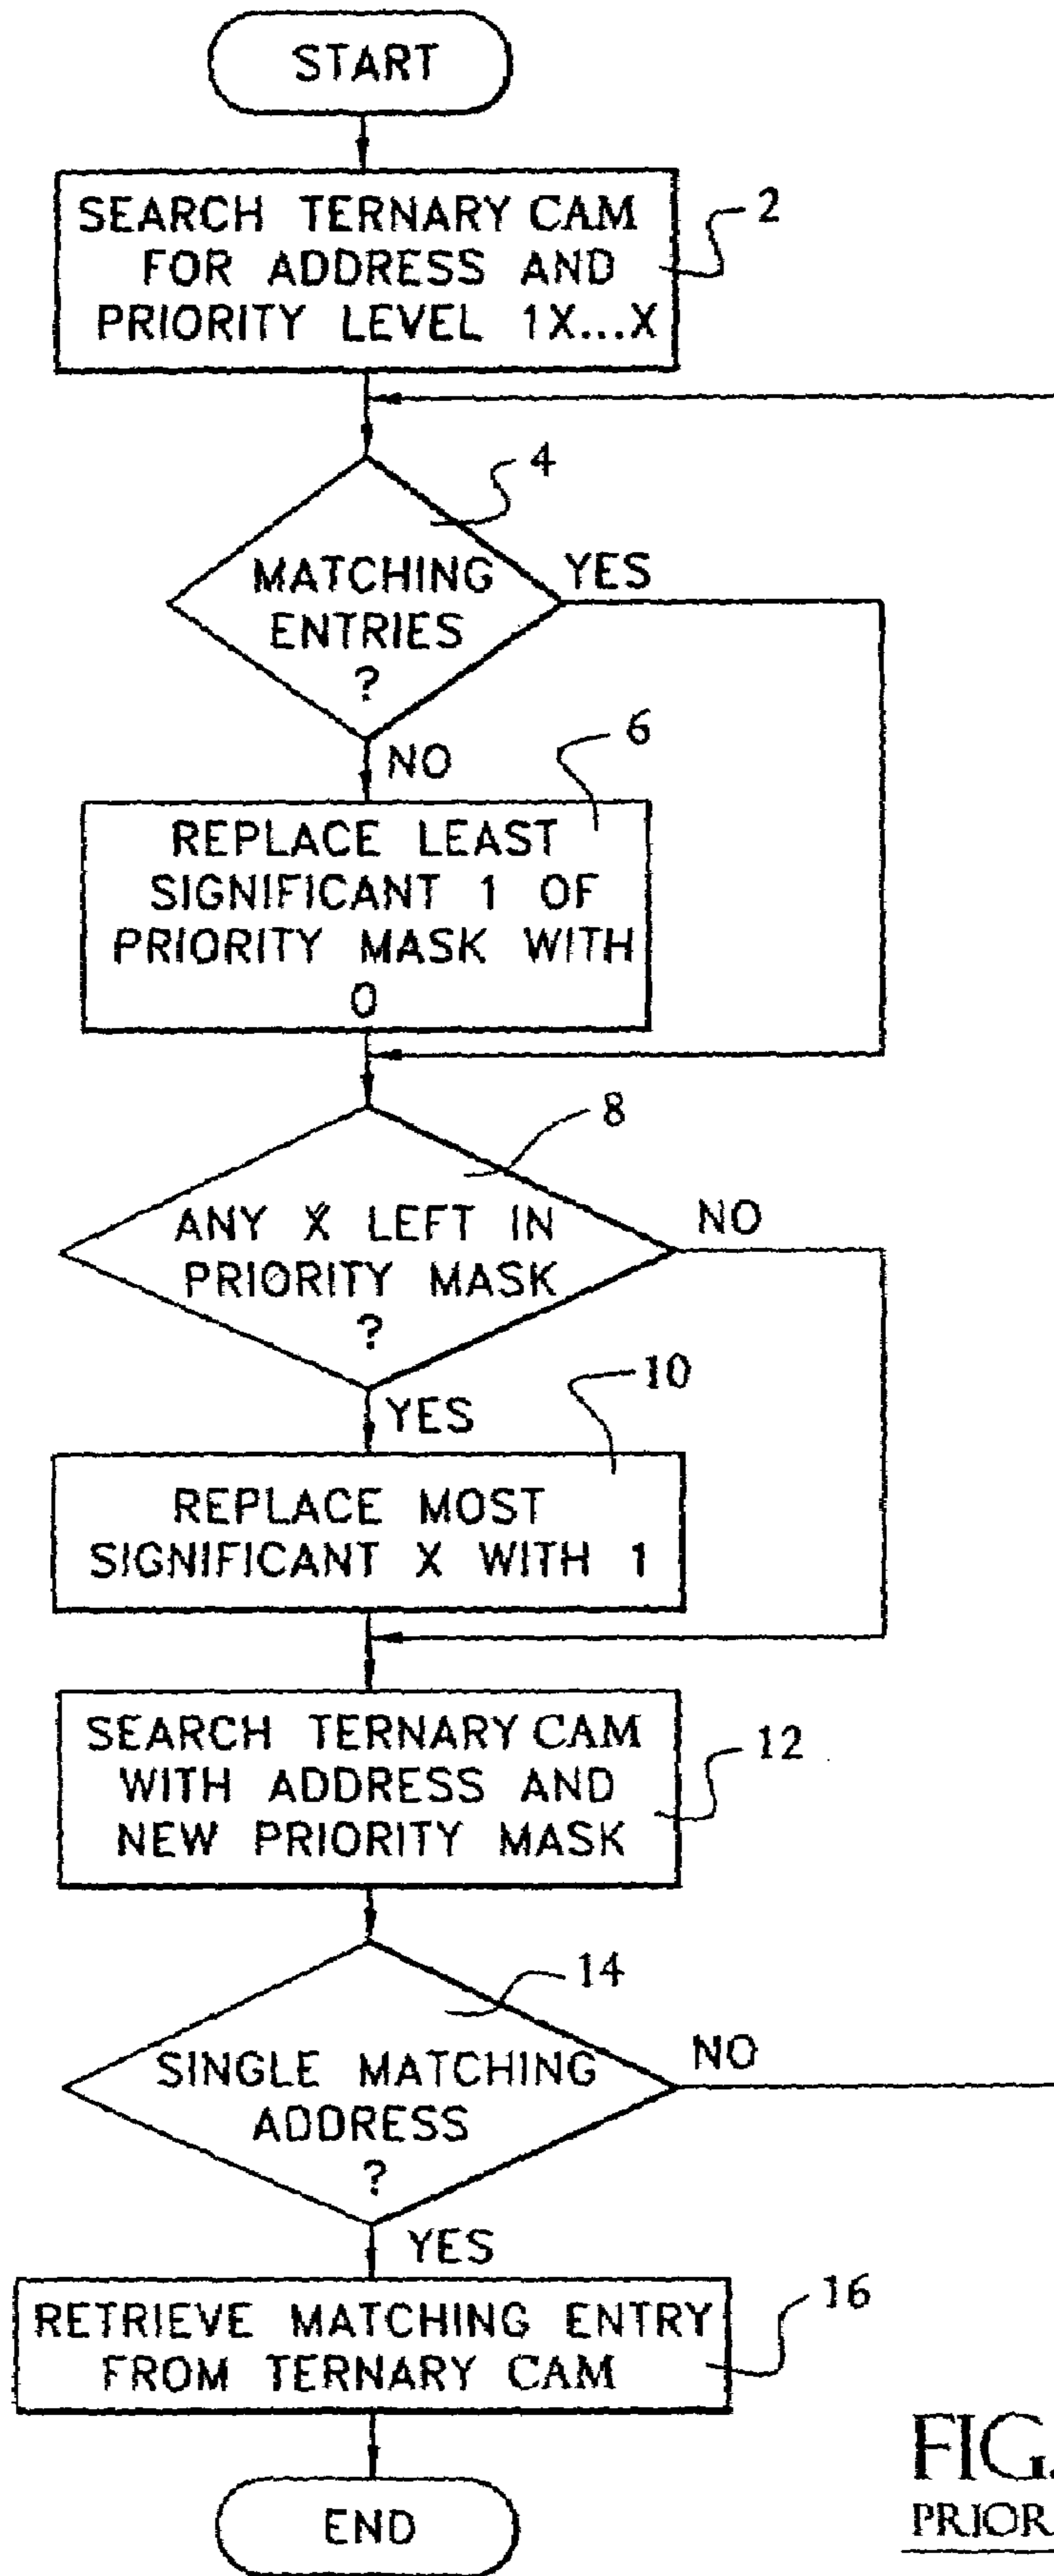 START
SEARCH TERNARY CAM
FOR ADDRESS AND
PRIORITY LEVEL 1X...X
2
4
MATCHING
ENTRIES
?
YES
NO
6
REPLACE LEAST
SIGNIFICANT 1 OF
PRIORITY MASK WITH
0
8
ANY X LEFT IN
PRIORITY MASK
?
NO
YES
10
REPLACE MOST
SIGNIFICANT X WITH 1
SEARCH TERNARY CAM
WITH ADDRESS AND
NEW PRIORITY MASK
12
14
SINGLE MATCHING
ADDRESS
?
NO
YES
RETRIEVE MATCHING ENTRY
FROM TERNARY CAM
16
END
FIG.
PRIOR